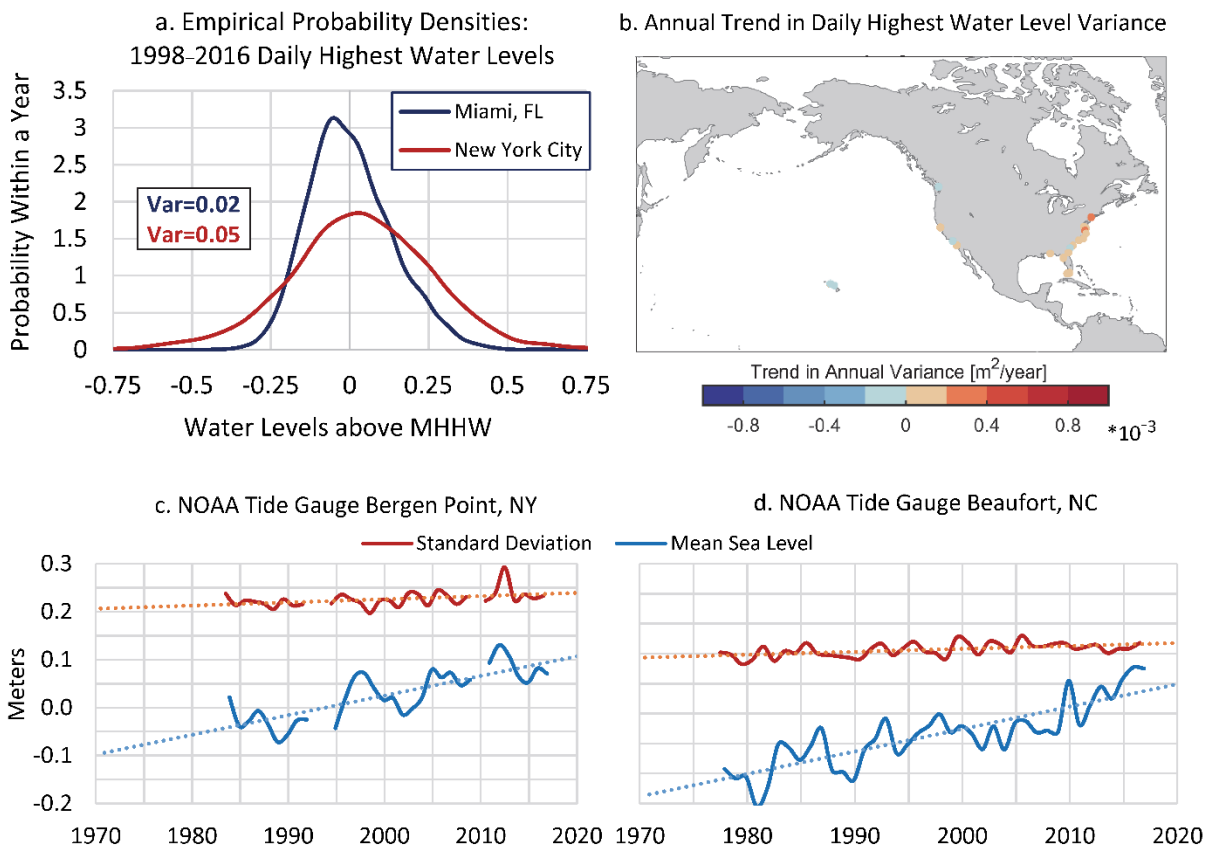 a. Empirical Probability Densities:
1998-2016 Daily Highest Water Levels
Probability Within a Year
3.5
3
2.5
2
1.5
1
0.5
0
Miami, FL
New York City
Var=0.02
Var=0.05
-0.75 -0.5 -0.25 0 0.25 0.5 0.75
Water Levels above MHHW
b. Annual Trend in Daily Highest Water Level Variance
Trend in Annual Variance [m²/year]
-0.8 -0.4 0 0.4 0.8 *10⁻³
c. NOAA Tide Gauge Bergen Point, NY
d. NOAA Tide Gauge Beaufort, NC
Standard Deviation Mean Sea Level
Meters
0.3
0.2
0.1
0.0
-0.1
-0.2
1970 1980 1990 2000 2010 2020
1970 1980 1990 2000 2010 2020